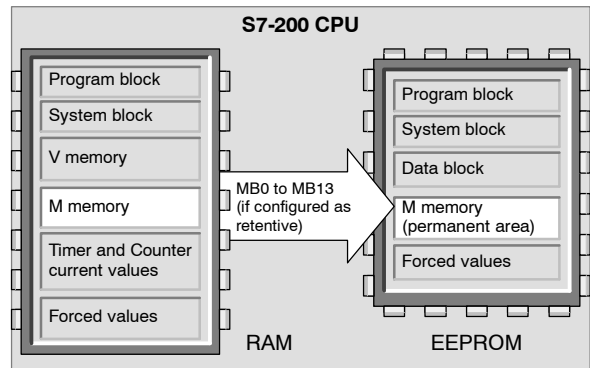 S7-200 CPU
Program block
System block
V memory
M memory
Timer and Counter
current values
Forced values
RAM
MB0 to MB13
(if configured as
retentive)
Program block
System block
Data block
M memory
(permanent area)
Forced values
EEPROM